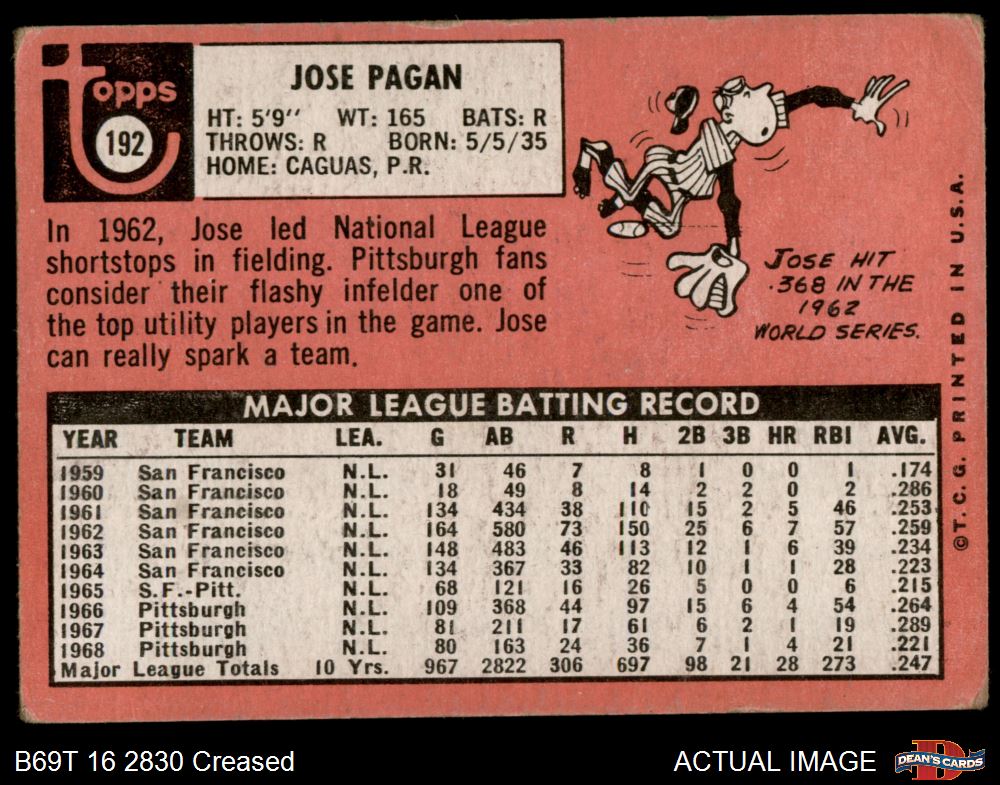 topps
192
JOSE PAGAN
HT: 5'9" WT: 165 BATS: R
THROWS: R BORN: 5/5/35
HOME: CAGUAS, P.R.
In 1962, Jose led National League
shortstops in fielding. Pittsburgh fans
consider their flashy infelder one of
the top utility players in the game. Jose
can really spark a team.
JOSE HIT
.368 IN THE
1962
WORLD SERIES.
MAJOR LEAGUE BATTING RECORD
YEAR TEAM LEA. G AB R H 2B 3B HR RBI AVG.
1959 San Francisco N.L. 31 46 7 8 1 0 0 1 .174
1960 San Francisco N.L. 18 49 8 14 2 2 0 2 .286
1961 San Francisco N.L. 134 434 38 110 15 2 5 46 .253
1962 San Francisco N.L. 164 580 73 150 25 6 7 57 .259
1963 San Francisco N.L. 148 483 46 113 12 1 6 39 .234
1964 San Francisco N.L. 134 367 33 82 10 1 1 28 .223
1965 S.F.-Pitt. N.L. 68 121 16 26 5 0 0 6 .215
1966 Pittsburgh N.L. 109 368 44 97 15 6 4 54 .264
1967 Pittsburgh N.L. 81 211 17 61 6 2 1 19 .289
1968 Pittsburgh N.L. 80 163 24 36 7 1 4 21 .221
Major League Totals 10 Yrs. 967 2822 306 697 98 21 28 273 .247
©T.C.G. PRINTED IN U.S.A.
B69T 16 2830 Creased
ACTUAL IMAGE
D
DEAN'S CARDS